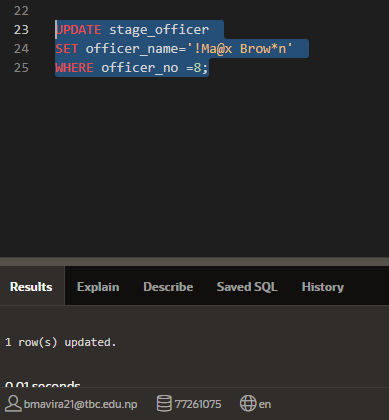 22
23 UPDATE stage_officer
24 SET officer_name='!Ma@x Brow*n'
25 WHERE officer_no =8;
Results Explain Describe Saved SQL History
1 row(s) updated.
0.01 seconds
bmavira21@tbc.edu.np 77261075 en